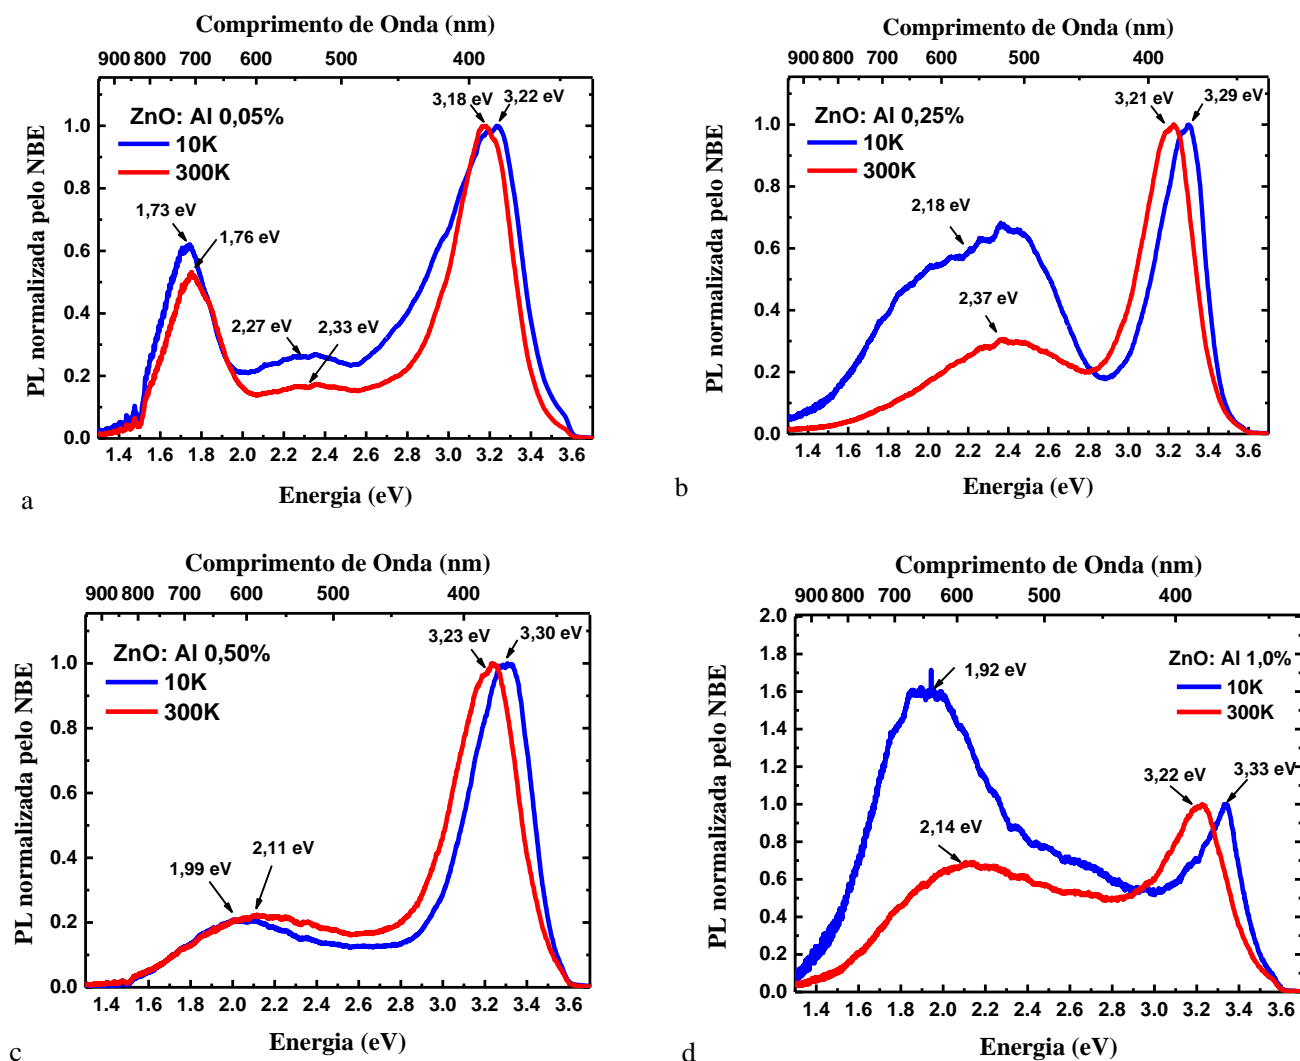 a
Comprimento de Onda (nm)
900 800 700 600 500 400
ZnO: Al 0,05%
10K
300K
3,18 eV
3,22 eV
1,73 eV
1,76 eV
2,27 eV
2,33 eV
PL normalizada pelo NBE
1.0
0.8
0.6
0.4
0.2
0.0
1.4 1.6 1.8 2.0 2.2 2.4 2.6 2.8 3.0 3.2 3.4 3.6
Energia (eV)
Comprimento de Onda (nm)
900 800 700 600 500 400
ZnO: Al 0,25%
10K
300K
3,21 eV
3,29 eV
2,18 eV
2,37 eV
PL normalizada pelo NBE
1.0
0.8
0.6
0.4
0.2
0.0
1.4 1.6 1.8 2.0 2.2 2.4 2.6 2.8 3.0 3.2 3.4 3.6
Energia (eV)
b
Comprimento de Onda (nm)
900 800 700 600 500 400
ZnO: Al 0,50%
10K
300K
3,23 eV
3,30 eV
1,99 eV
2,11 eV
PL normalizada pelo NBE
1.0
0.8
0.6
0.4
0.2
0.0
1.4 1.6 1.8 2.0 2.2 2.4 2.6 2.8 3.0 3.2 3.4 3.6
Energia (eV)
c
Comprimento de Onda (nm)
900 800 700 600 500 400
ZnO: Al 1,0%
10K
300K
1,92 eV
3,22 eV
3,33 eV
2,14 eV
PL normalizada pelo NBE
2.0
1.8
1.6
1.4
1.2
1.0
0.8
0.6
0.4
0.2
0.0
1.4 1.6 1.8 2.0 2.2 2.4 2.6 2.8 3.0 3.2 3.4 3.6
Energia (eV)
d